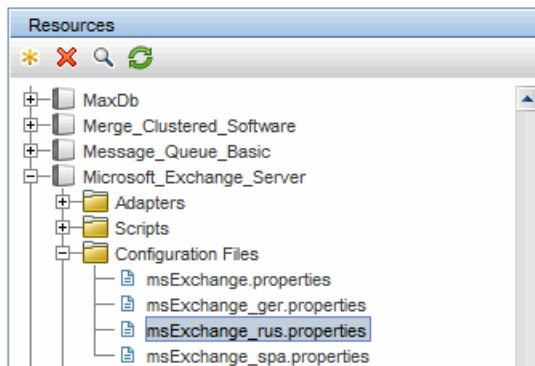 Resources
MaxDb
Merge_Clustered_Software
Message_Queue_Basic
Microsoft_Exchange_Server
Adapters
Scripts
Configuration Files
msExchange.properties
msExchange_ger.properties
msExchange_rus.properties
msExchange_spa.properties